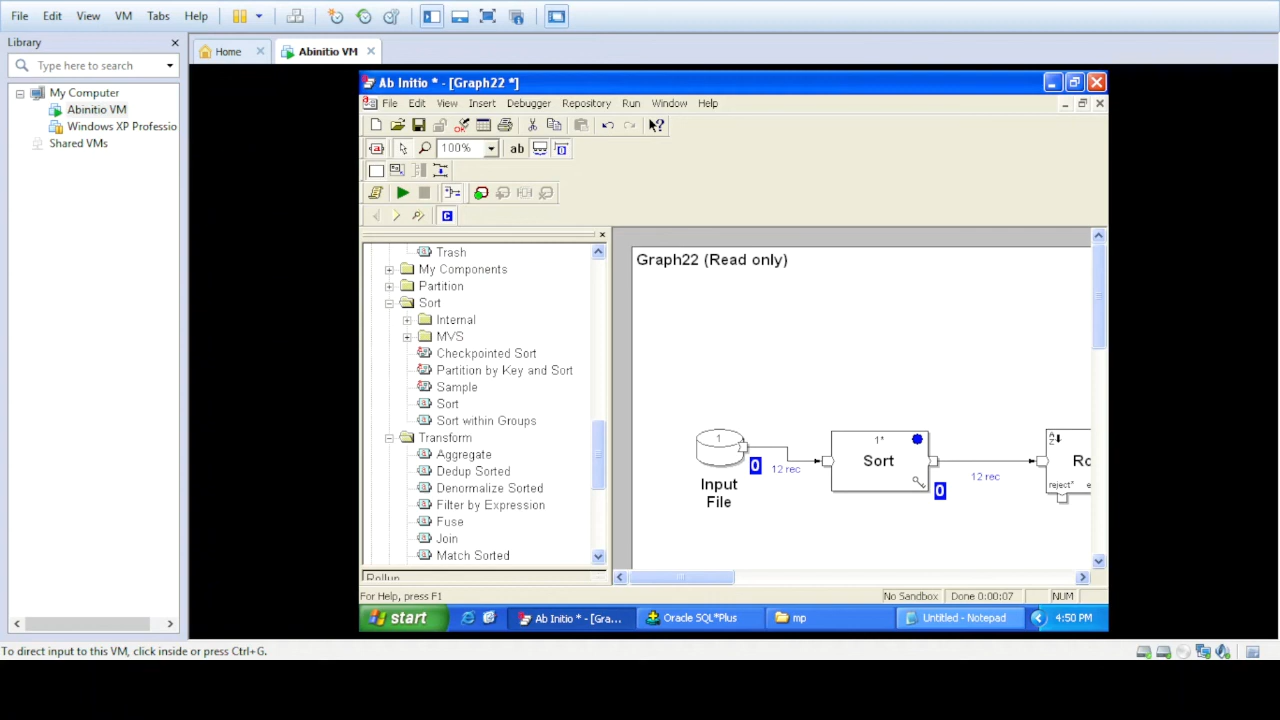 File Edit View VM Tabs Help
Library
Type here to search
My Computer
Abinitio VM
Windows XP Professio
Shared VMs
Home
Abinitio VM
Ab Initio * - [Graph22 *]
File Edit View Insert Debugger Repository Run Window Help
100%
ab
Trash
My Components
Partition
Sort
Internal
MVS
Checkpointed Sort
Partition by Key and Sort
Sample
Sort
Sort within Groups
Transform
Aggregate
Dedup Sorted
Denormalize Sorted
Filter by Expression
Fuse
Join
Match Sorted
Rollup
Graph22 (Read only)
1
0
12 rec
Input
File
1*
Sort
0
12 rec
A
Z
Ro
reject* e
For Help, press F1
No Sandbox
Done 0:00:07
NUM
start
Ab Initio * - [Gra...
Oracle SQL*Plus
mp
Untitled - Notepad
4:50 PM
To direct input to this VM, click inside or press Ctrl+G.